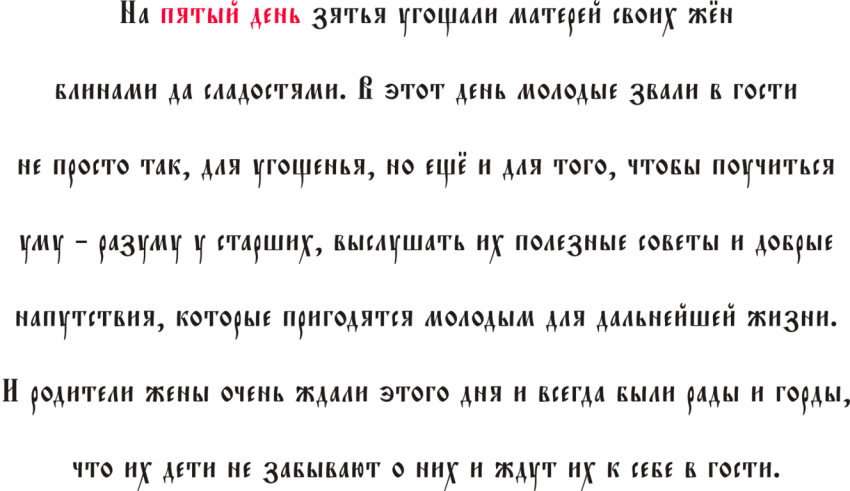 На пятый день зятья угощали матерей своих жён
блинами да сладостями. В этот день молодые звали в гости
не просто так, для угощенья, но ещё и для того, чтобы поучиться
уму - разуму у старших, выслушать их полезные советы и добрые
напутствия, которые пригодятся молодым для дальнейшей жизни.
И родители жены очень ждали этого дня и всегда были рады и горды,
что их дети не забывают о них и ждут их к себе в гости.